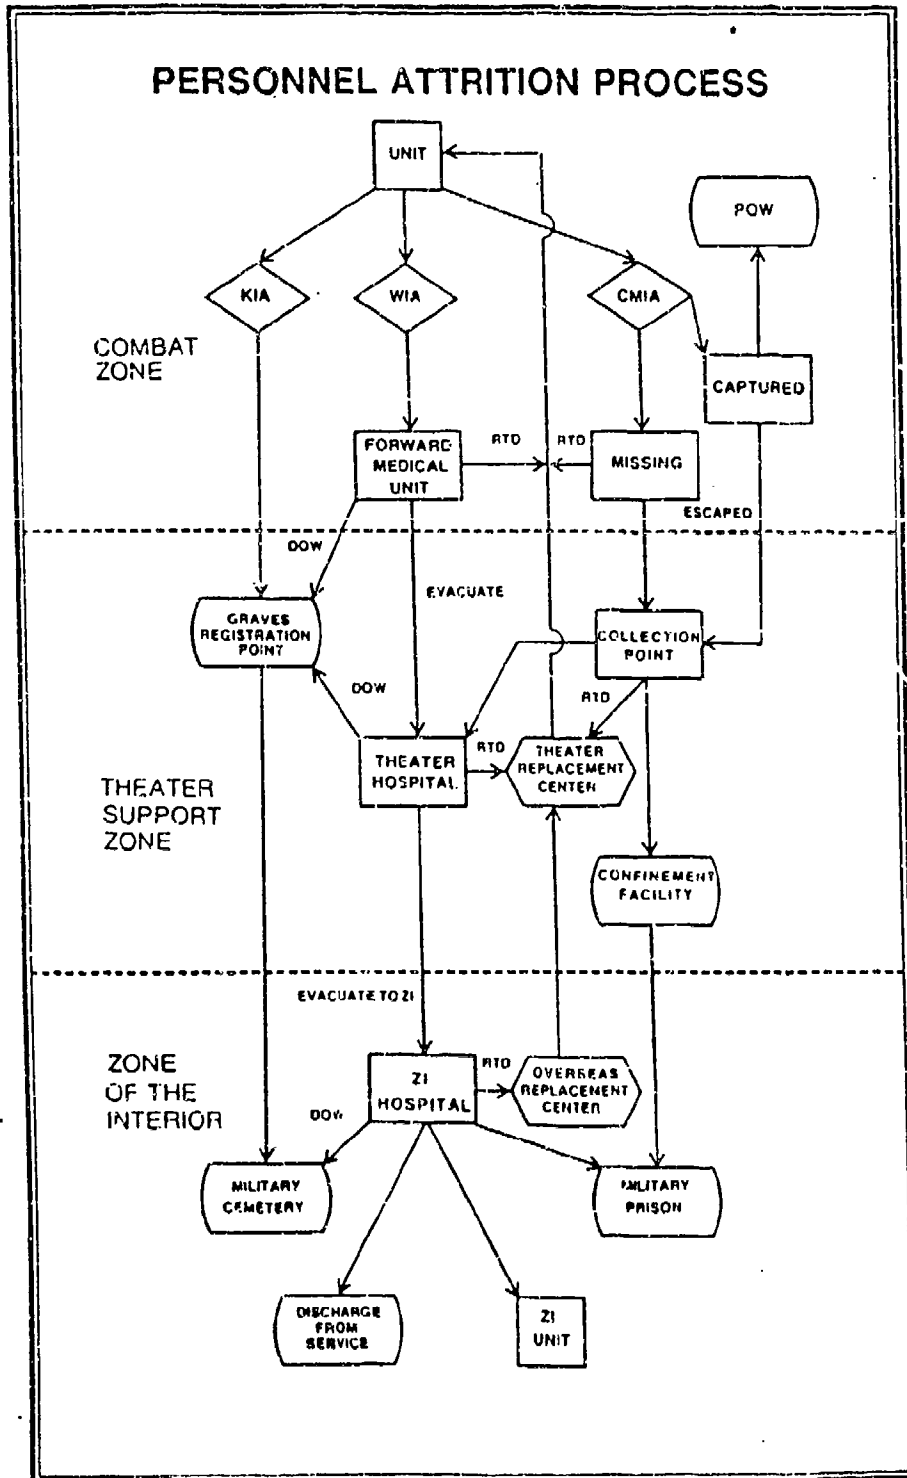 PERSONNEL ATTRITION PROCESS
UNIT
POW
KIA
WIA
CMIA
COMBAT
ZONE
CAPTURED
FORWARD
MEDICAL
UNIT
RTD
RTD
MISSING
ESCAPED
DOW
EVACUATE
GRAVES
REGISTRATION
POINT
COLLECTION
POINT
DOW
RTD
THEATER
HOSPITAL
RTD
THEATER
REPLACEMENT
CENTER
THEATER
SUPPORT
ZONE
CONFINEMENT
FACILITY
EVACUATE TO ZI
ZONE
OF THE
INTERIOR
ZI
HOSPITAL
RTD
OVERSEAS
REPLACEMENT
CENTER
DOW
MILITARY
CEMETERY
MILITARY
PRISON
DISCHARGE
FROM
SERVICE
ZI
UNIT